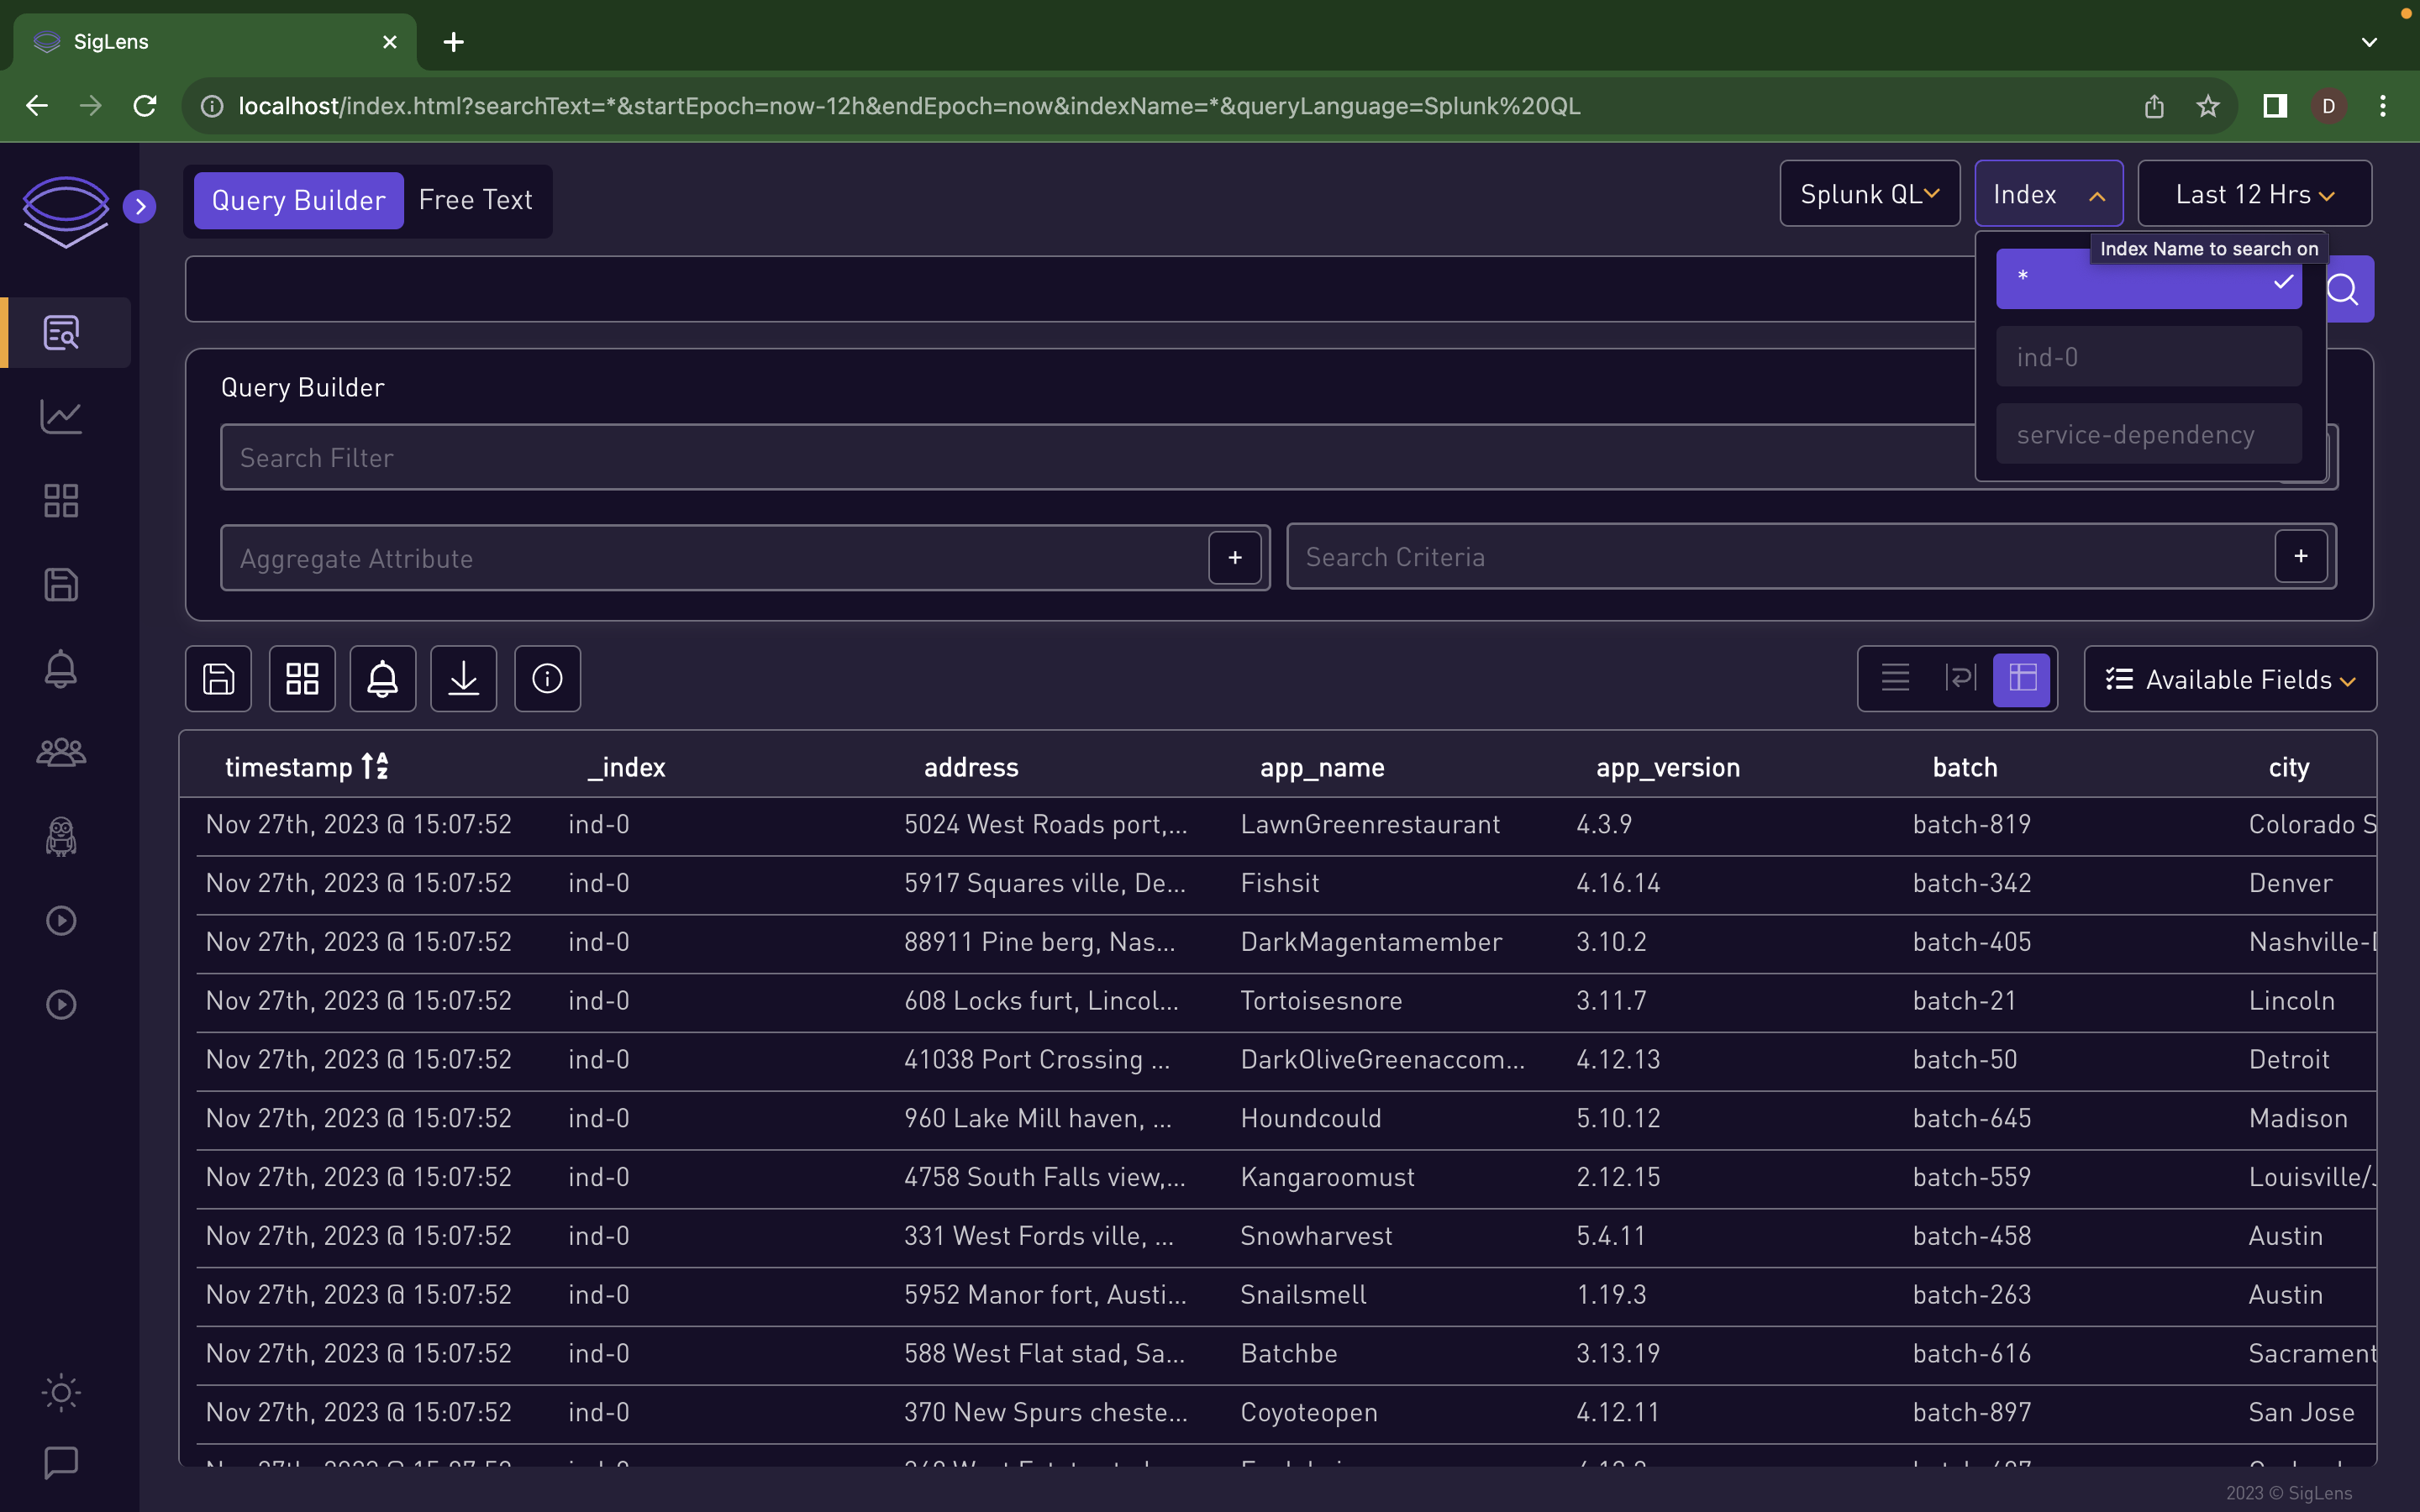 SigLens
localhost/index.html?searchText=*&startEpoch=now-12h&endEpoch=now&indexName=*&queryLanguage=Splunk%20QL
D
Query Builder Free Text
Splunk QL Index Last 12 Hrs
Index Name to search on
*
ind-0
service-dependency
Query Builder
Search Filter
Aggregate Attribute + Search Criteria +
Available Fields
timestamp _index address app_name app_version batch city
Nov 27th, 2023 @ 15:07:52 ind-0 5024 West Roads port,... LawnGreenrestaurant 4.3.9 batch-819 Colorado S
Nov 27th, 2023 @ 15:07:52 ind-0 5917 Squares ville, De... Fishsit 4.16.14 batch-342 Denver
Nov 27th, 2023 @ 15:07:52 ind-0 88911 Pine berg, Nas... DarkMagentamember 3.10.2 batch-405 Nashville-
Nov 27th, 2023 @ 15:07:52 ind-0 608 Locks furt, Lincol... Tortoisesnore 3.11.7 batch-21 Lincoln
Nov 27th, 2023 @ 15:07:52 ind-0 41038 Port Crossing ... DarkOliveGreenaccom... 4.12.13 batch-50 Detroit
Nov 27th, 2023 @ 15:07:52 ind-0 960 Lake Mill haven, ... Houndcould 5.10.12 batch-645 Madison
Nov 27th, 2023 @ 15:07:52 ind-0 4758 South Falls view,... Kangaroomust 2.12.15 batch-559 Louisville/
Nov 27th, 2023 @ 15:07:52 ind-0 331 West Fords ville, ... Snowharvest 5.4.11 batch-458 Austin
Nov 27th, 2023 @ 15:07:52 ind-0 5952 Manor fort, Austi... Snailsmell 1.19.3 batch-263 Austin
Nov 27th, 2023 @ 15:07:52 ind-0 588 West Flat stad, Sa... Batchbe 3.13.19 batch-616 Sacrament
Nov 27th, 2023 @ 15:07:52 ind-0 370 New Spurs cheste... Coyoteopen 4.12.11 batch-897 San Jose
2023 © SigLens